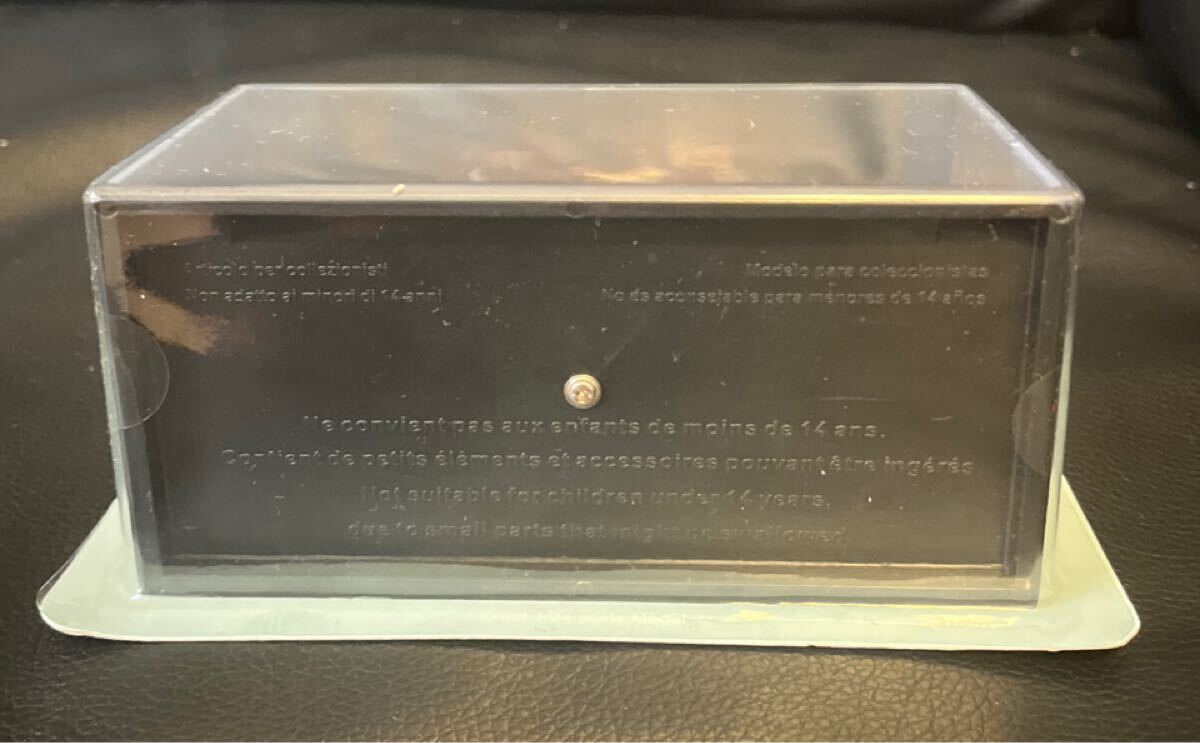 Articolo per collezionisti
Modelo para coleccionistas
Non adatto ai minori di 14 anni
No es aconsejable para menores de 14 años
Ne convient pas aux enfants de moins de 14 ans.
Contient de petits éléments et accessoires pouvant être ingérés
Not suitable for children under 14 years,
due to small parts that might be swallowed